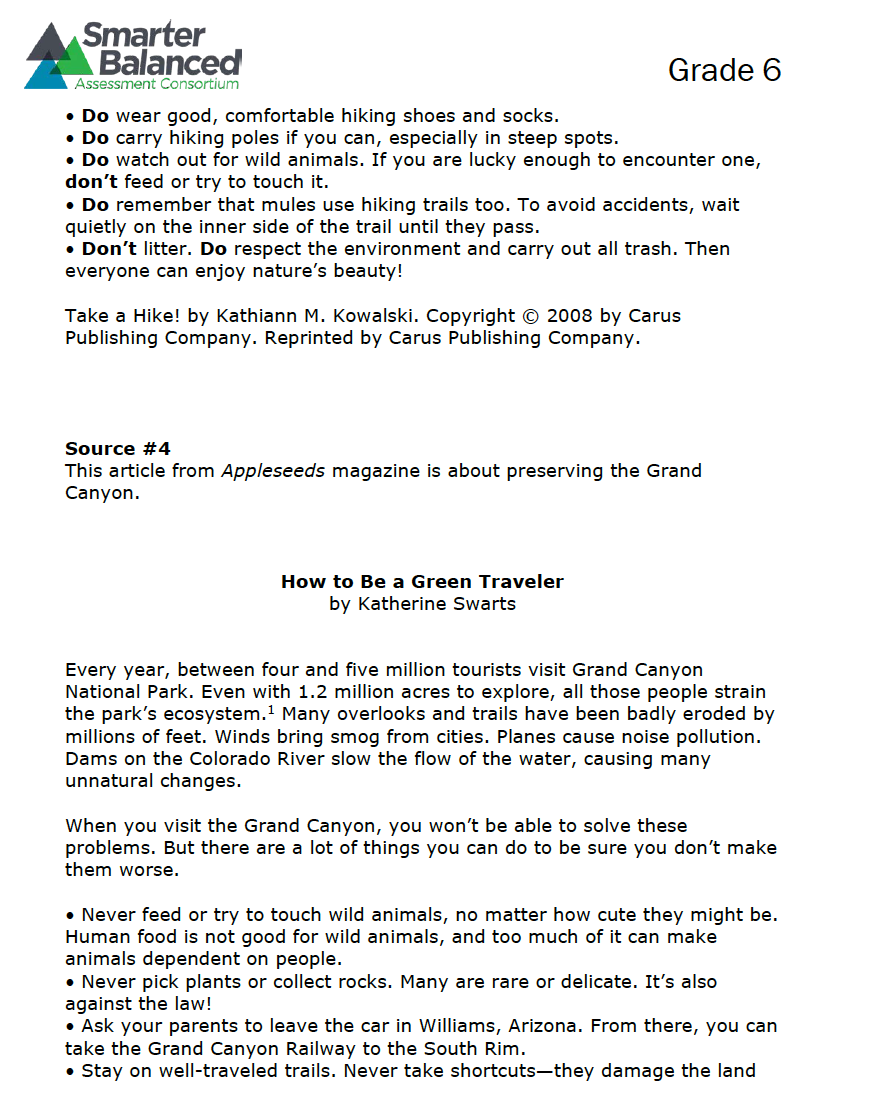 Smarter
Balanced
Assessment Consortium
Grade 6
• Do wear good, comfortable hiking shoes and socks.
• Do carry hiking poles if you can, especially in steep spots.
• Do watch out for wild animals. If you are lucky enough to encounter one,
don’t feed or try to touch it.
• Do remember that mules use hiking trails too. To avoid accidents, wait
quietly on the inner side of the trail until they pass.
• Don’t litter. Do respect the environment and carry out all trash. Then
everyone can enjoy nature’s beauty!
Take a Hike! by Kathiann M. Kowalski. Copyright © 2008 by Carus
Publishing Company. Reprinted by Carus Publishing Company.
Source #4
This article from Appleseeds magazine is about preserving the Grand
Canyon.
How to Be a Green Traveler
by Katherine Swarts
Every year, between four and five million tourists visit Grand Canyon
National Park. Even with 1.2 million acres to explore, all those people strain
the park’s ecosystem.¹ Many overlooks and trails have been badly eroded by
millions of feet. Winds bring smog from cities. Planes cause noise pollution.
Dams on the Colorado River slow the flow of the water, causing many
unnatural changes.
When you visit the Grand Canyon, you won’t be able to solve these
problems. But there are a lot of things you can do to be sure you don’t make
them worse.
• Never feed or try to touch wild animals, no matter how cute they might be.
Human food is not good for wild animals, and too much of it can make
animals dependent on people.
• Never pick plants or collect rocks. Many are rare or delicate. It’s also
against the law!
• Ask your parents to leave the car in Williams, Arizona. From there, you can
take the Grand Canyon Railway to the South Rim.
• Stay on well-traveled trails. Never take shortcuts—they damage the land